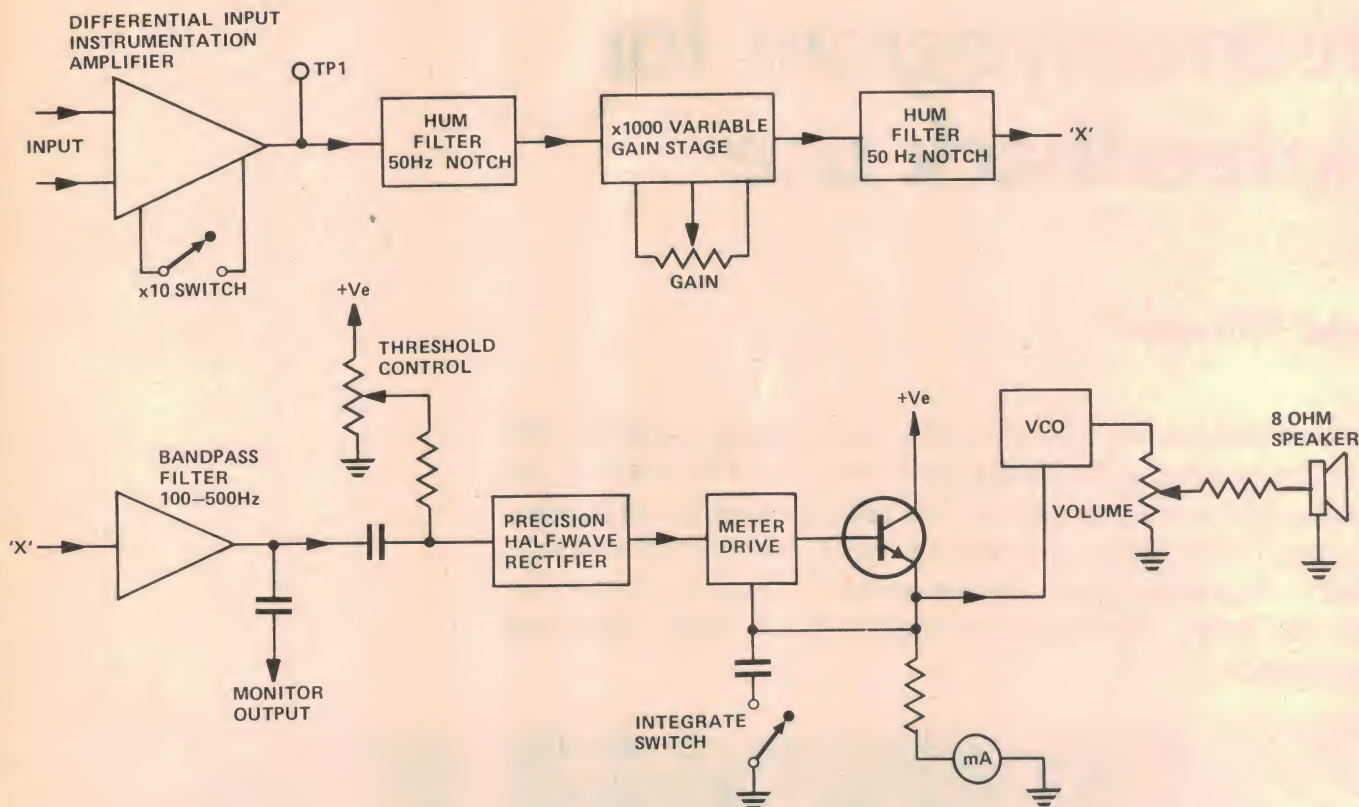 DIFFERENTIAL INPUT
INSTRUMENTATION
AMPLIFIER
TP1
INPUT
HUM
FILTER
50Hz NOTCH
x1000 VARIABLE
GAIN STAGE
HUM
FILTER
50 Hz NOTCH
'X'
x10 SWITCH
GAIN
+Ve
THRESHOLD
CONTROL
+Ve
VCO
8 OHM
SPEAKER
BANDPASS
FILTER
100–500Hz
'X'
PRECISION
HALF-WAVE
RECTIFIER
METER
DRIVE
VOLUME
MONITOR
OUTPUT
INTEGRATE
SWITCH
mA